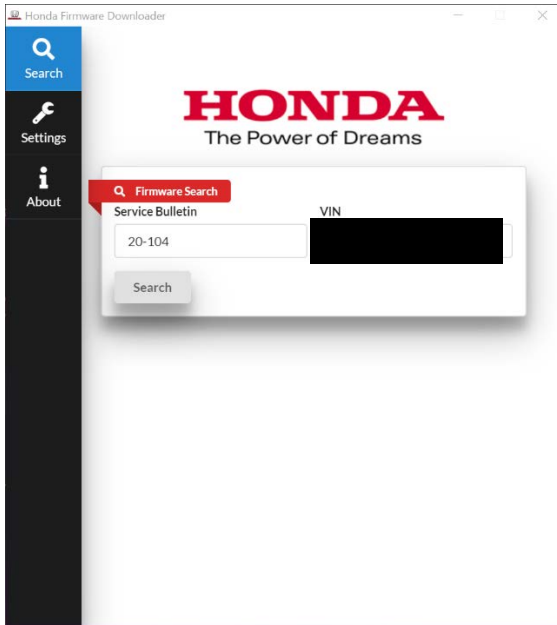 Honda Firmware Downloader
Search
Settings
About
HONDA
The Power of Dreams
Firmware Search
Service Bulletin VIN
20-104
Search